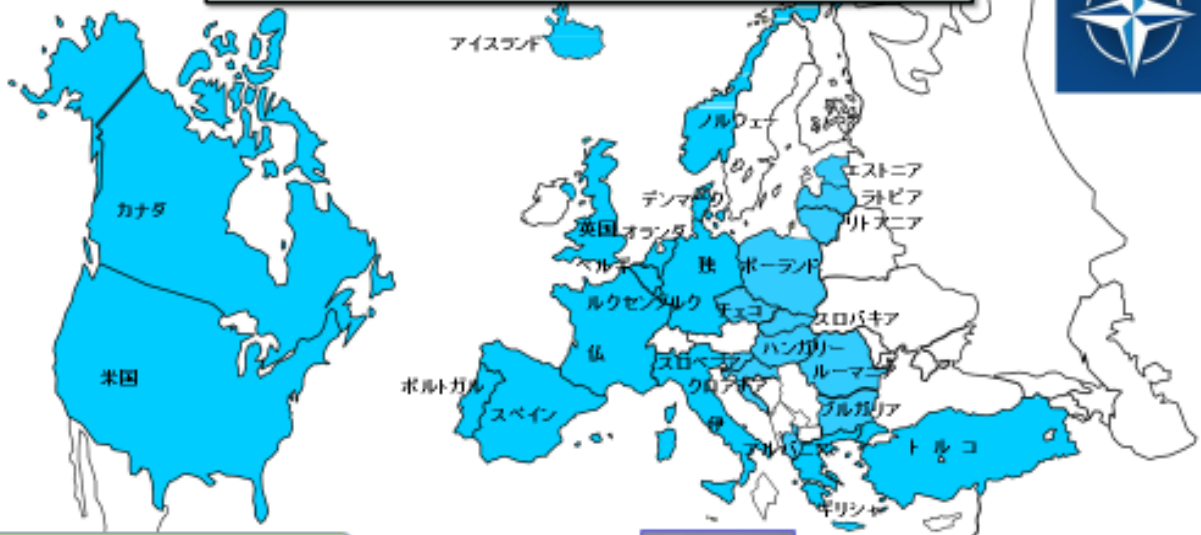 アイスランド
ノルウェー
エストニア
カナダ
デンマーク
ラトビア
リトアニア
英国
オランダ
ベルギー
独
ポーランド
ルクセンブルク
チェコ
スロバキア
仏
ハンガリー
スロベニア
ルーマニア
米国
ポルトガル
クロアチア
スペイン
伊
ブルガリア
アルバニア
トルコ
ギリシャ